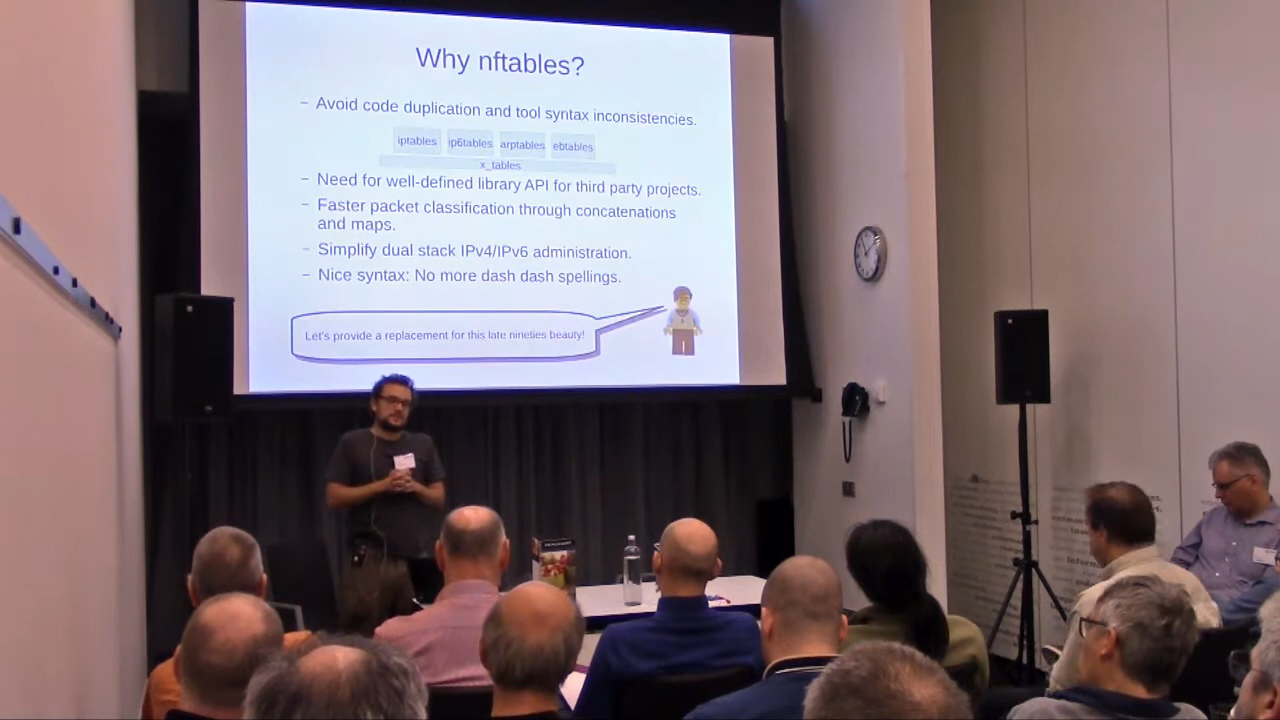 Why nftables?
– Avoid code duplication and tool syntax inconsistencies.
iptables ip6tables arptables ebtables
x_tables
– Need for well-defined library API for third party projects.
– Faster packet classification through concatenations
and maps.
– Simplify dual stack IPv4/IPv6 administration.
– Nice syntax: No more dash dash spellings.
Let's provide a replacement for this late nineties beauty!